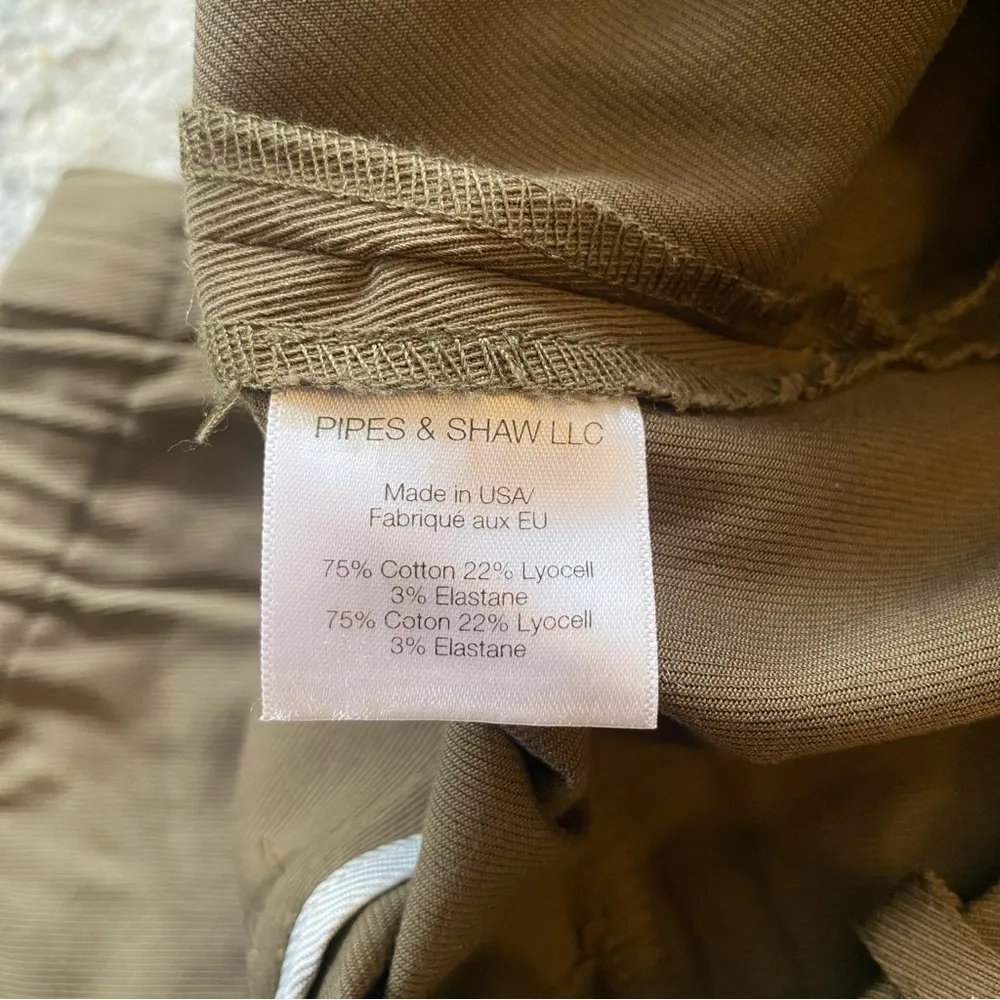 PIPES & SHAW LLC
Made in USA/
Fabriqué aux EU
75% Cotton 22% Lyocell
3% Elastane
75% Coton 22% Lyocell
3% Elastane